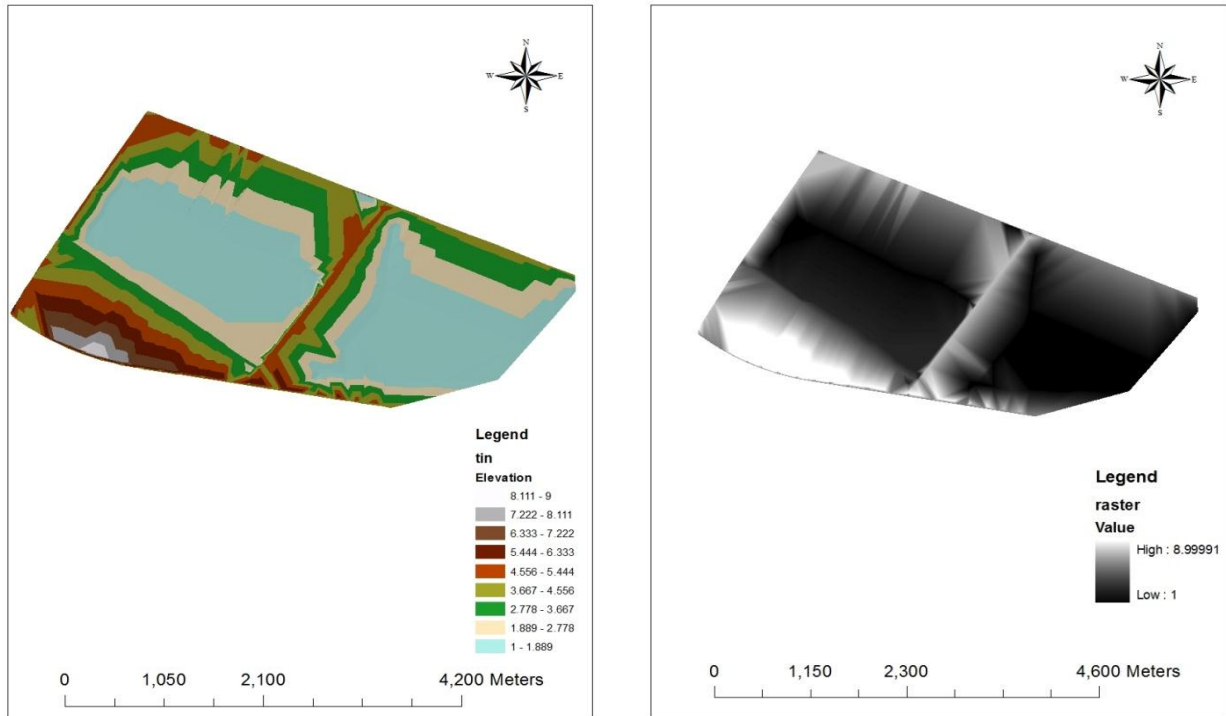 N
W E
S
Legend
tin
Elevation
8.111 - 9
7.222 - 8.111
6.333 - 7.222
5.444 - 6.333
4.556 - 5.444
3.667 - 4.556
2.778 - 3.667
1.889 - 2.778
1 - 1.889
0 1,050 2,100 4,200 Meters
N
W E
S
Legend
raster
Value
High : 8.99991
Low : 1
0 1,150 2,300 4,600 Meters